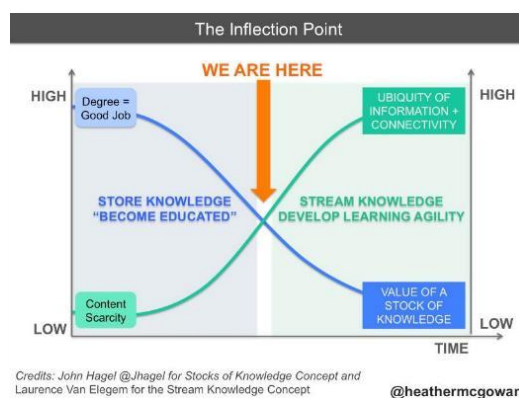 The Inflection Point
WE ARE HERE
HIGH
Degree =
Good Job
UBIQUITY OF
INFORMATION +
CONNECTIVITY
HIGH
STORE KNOWLEDGE
"BECOME EDUCATED"
STREAM KNOWLEDGE
DEVELOP LEARNING AGILITY
Content
Scarcity
VALUE OF A
STOCK OF
KNOWLEDGE
LOW
LOW
TIME
Credits: John Hagel @Jhagel for Stocks of Knowledge Concept and
Laurence Van Elegem for the Stream Knowledge Concept
@heathermcgowan